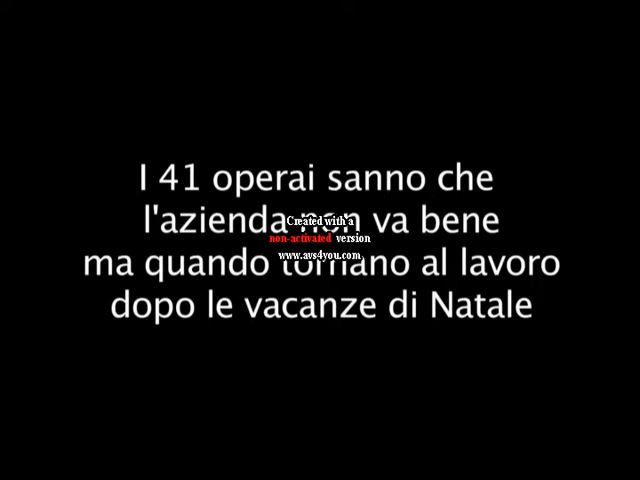 I 41 operai sanno che
l'azienda non va bene
ma quando tornano al lavoro
dopo le vacanze di Natale
Created with a
non-activated version
www.avs4you.com